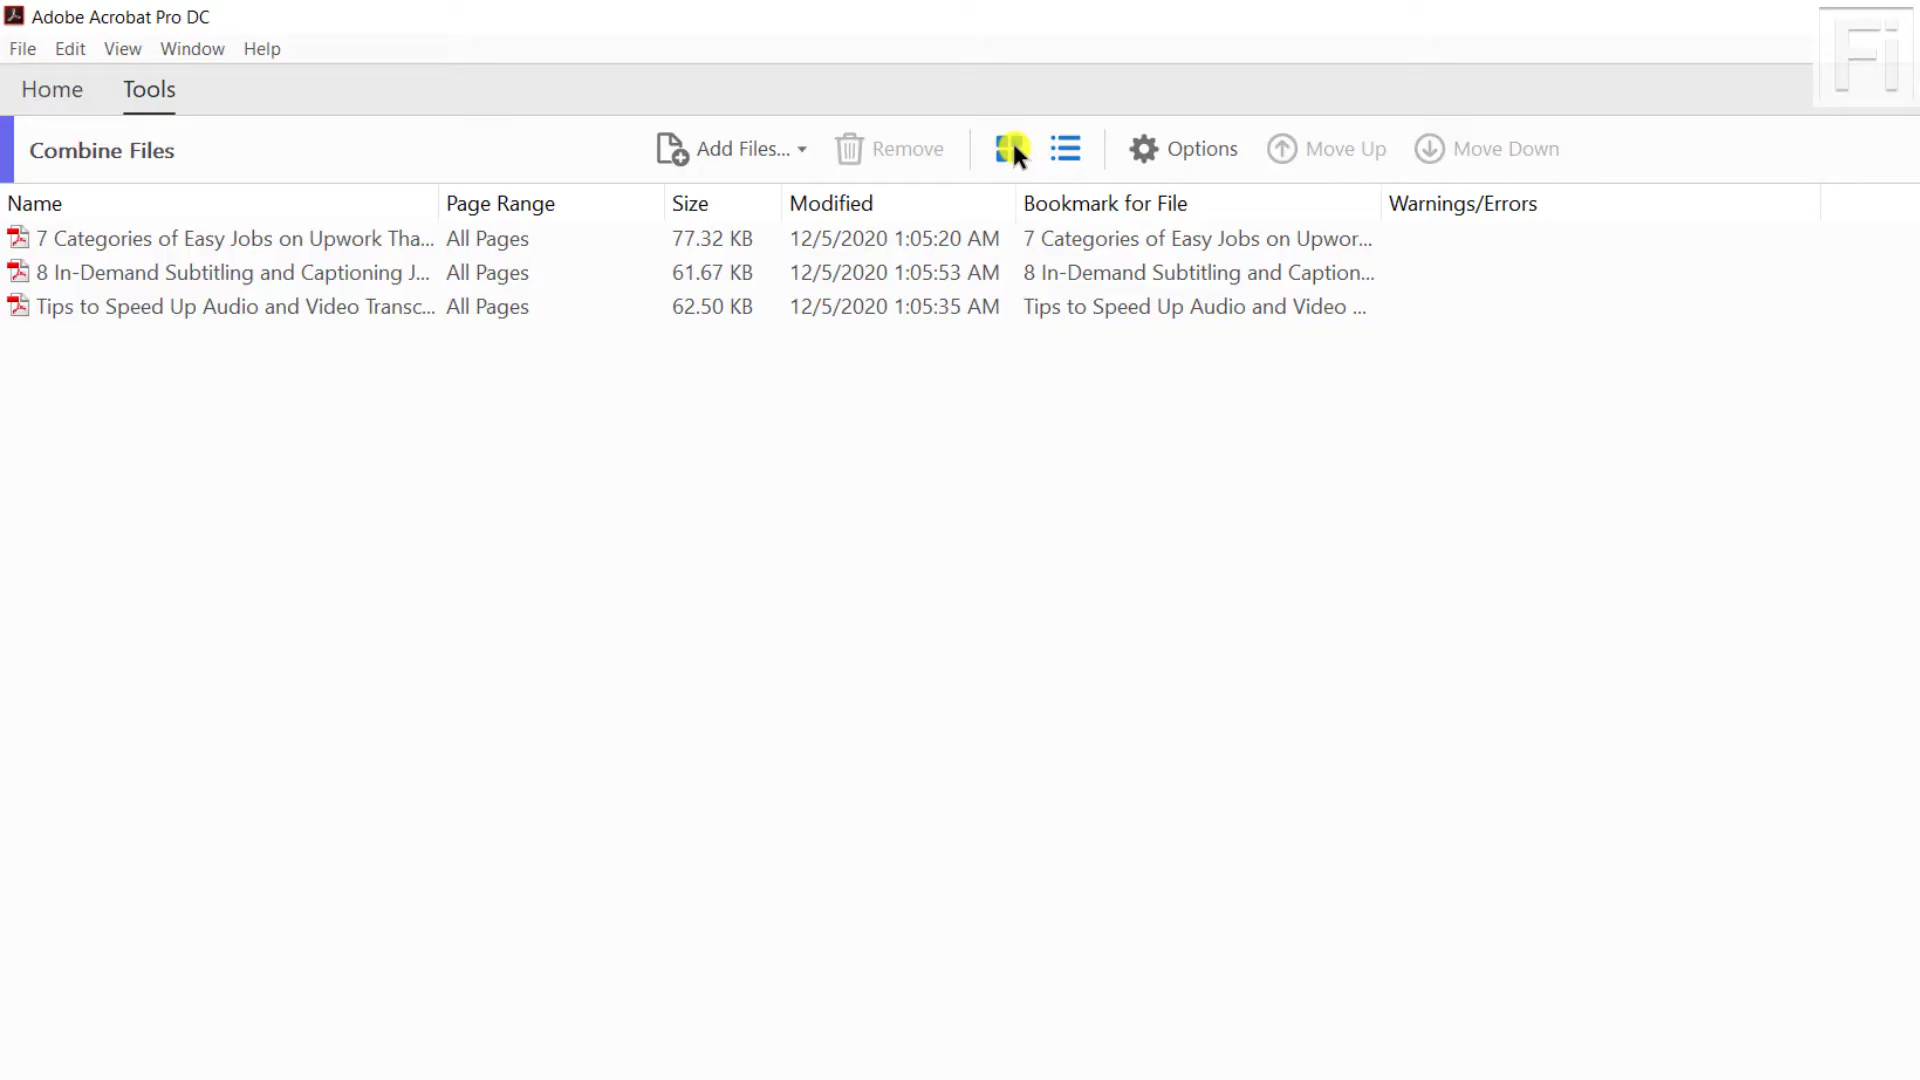 Adobe Acrobat Pro DC
File Edit View Window Help
Fi
Home Tools
Combine Files Add Files... Remove Options Move Up Move Down
Name Page Range Size Modified Bookmark for File Warnings/Errors
7 Categories of Easy Jobs on Upwork Tha... All Pages 77.32 KB 12/5/2020 1:05:20 AM 7 Categories of Easy Jobs on Upwor...
8 In-Demand Subtitling and Captioning J... All Pages 61.67 KB 12/5/2020 1:05:53 AM 8 In-Demand Subtitling and Caption...
Tips to Speed Up Audio and Video Transc... All Pages 62.50 KB 12/5/2020 1:05:35 AM Tips to Speed Up Audio and Video ...